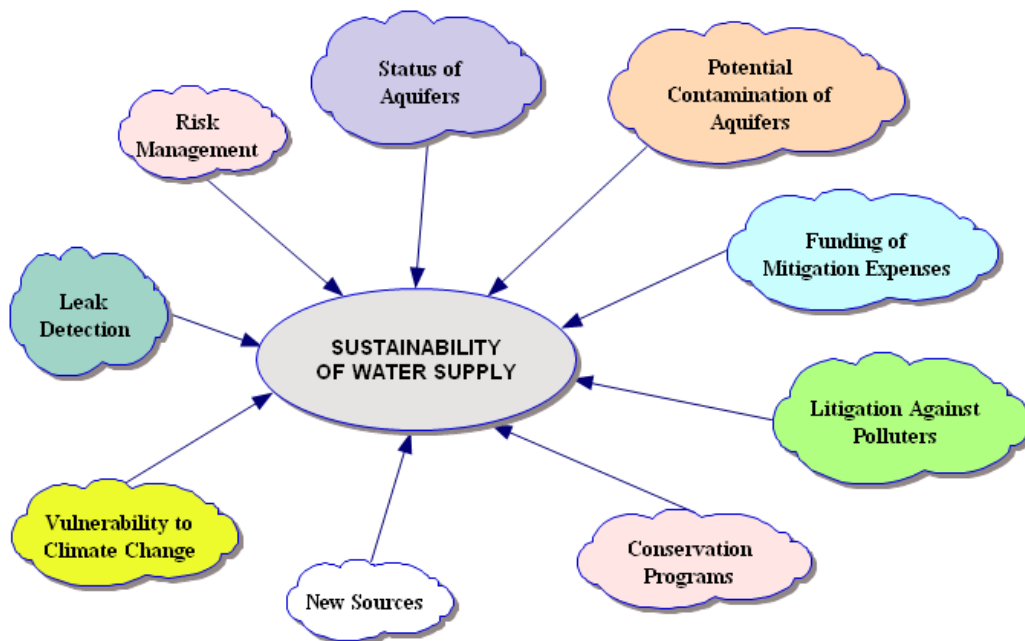 Status of
Aquifers
Potential
Contamination of
Aquifers
Risk
Management
Funding of
Mitigation Expenses
Leak
Detection
SUSTAINABILITY
OF WATER SUPPLY
Litigation Against
Polluters
Vulnerability to
Climate Change
New Sources
Conservation
Programs